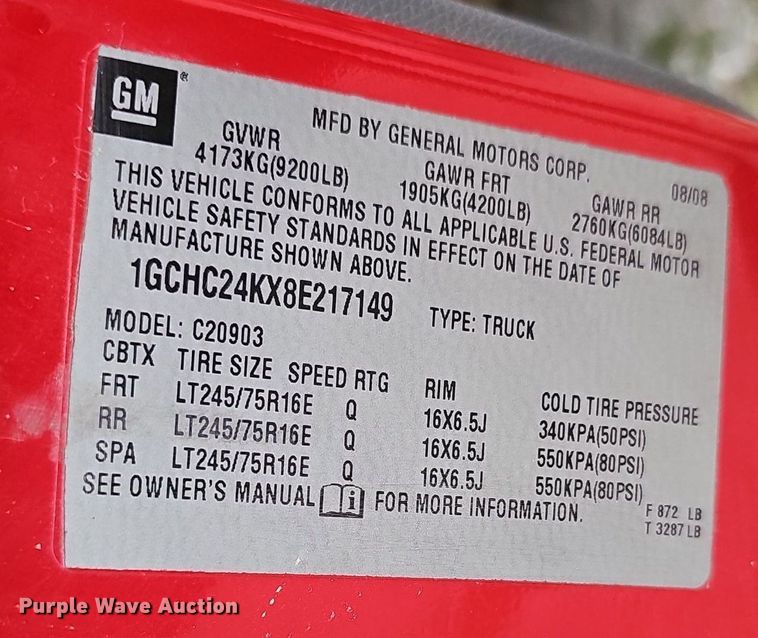 GM®
MFD BY GENERAL MOTORS CORP. 08/08
GVWR GAWR FRT GAWR RR
4173KG(9200LB) 1905KG(4200LB) 2760KG(6084LB)
THIS VEHICLE CONFORMS TO ALL APPLICABLE U.S. FEDERAL MOTOR
VEHICLE SAFETY STANDARDS IN EFFECT ON THE DATE OF
MANUFACTURE SHOWN ABOVE.
1GCHC24KX8E217149 TYPE: TRUCK
MODEL: C20903
CBTX TIRE SIZE SPEED RTG RIM COLD TIRE PRESSURE
FRT LT245/75R16E Q 16X6.5J 340KPA(50PSI)
RR LT245/75R16E Q 16X6.5J 550KPA(80PSI)
SPA LT245/75R16E Q 16X6.5J 550KPA(80PSI)
SEE OWNER'S MANUAL i FOR MORE INFORMATION.
F 872 LB
T 3287 LB
Purple Wave Auction